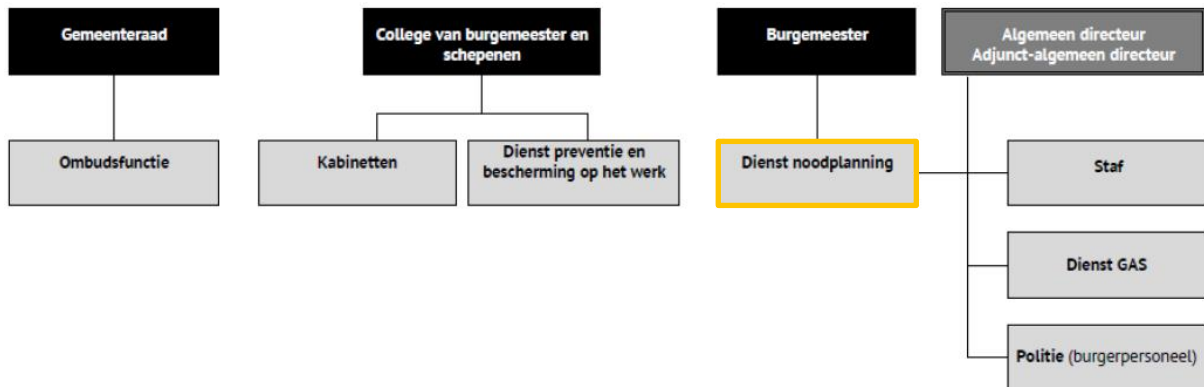 Gemeenteraad
College van burgemeester en
schepenen
Burgemeester
Algemeen directeur
Adjunct-algemeen directeur
Ombudsfunctie
Kabinetten
Dienst preventie en
bescherming op het werk
Dienst noodplanning
Staf
Dienst GAS
Politie (burgerpersoneel)